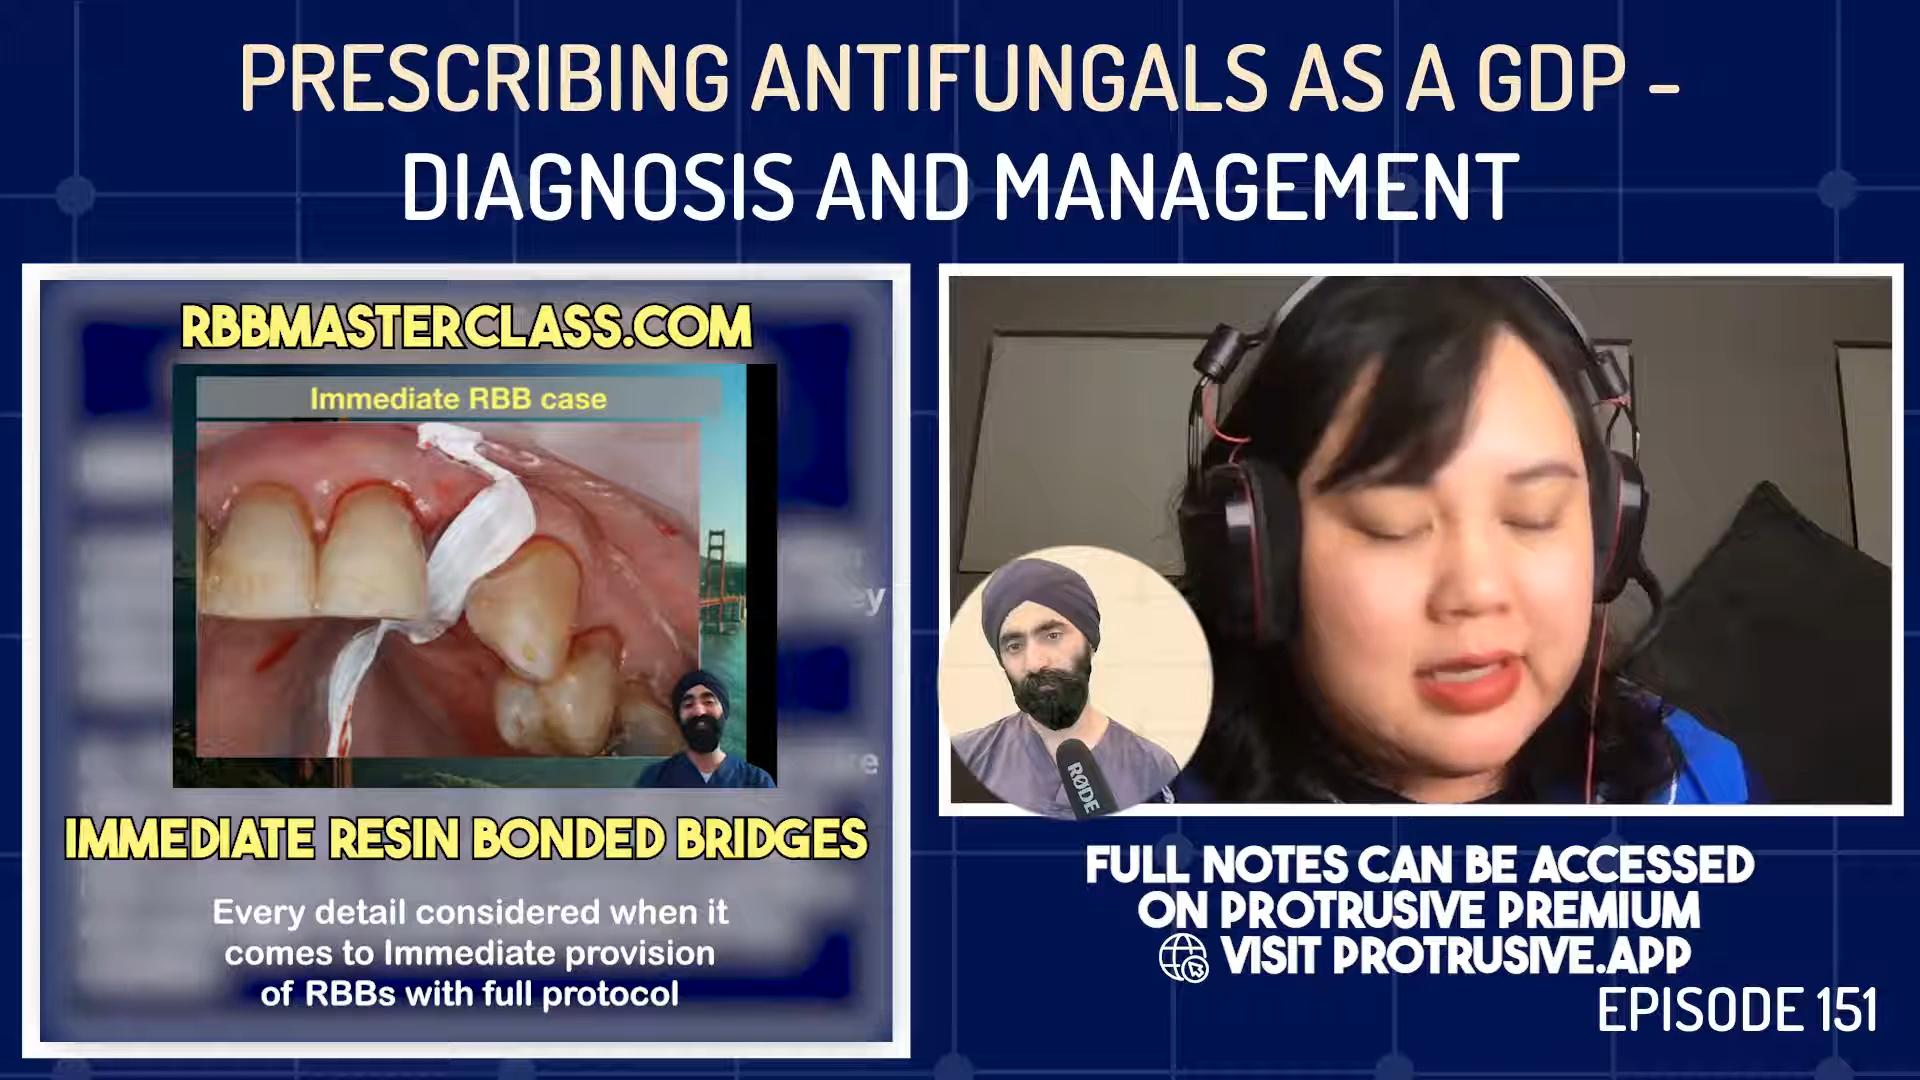 PRESCRIBING ANTIFUNGALS AS A GDP -
DIAGNOSIS AND MANAGEMENT
RBBMASTERCLASS.COM
Immediate RBB case
IMMEDIATE RESIN BONDED BRIDGES
Every detail considered when it
comes to Immediate provision
of RBBs with full protocol
RØDE
FULL NOTES CAN BE ACCESSED
ON PROTRUSIVE PREMIUM
VISIT PROTRUSIVE.APP
EPISODE 151